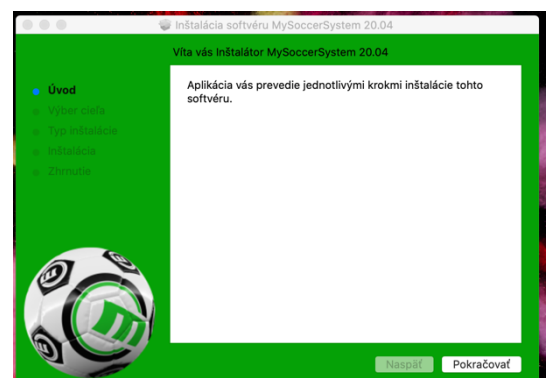 Inštalácia softvéru MySoccerSystem 20.04
Víta vás Inštalátor MySoccerSystem 20.04
Úvod
Výber cieľa
Typ inštalácie
Inštalácia
Zhrnutie
Aplikácia vás prevedie jednotlivými krokmi inštalácie tohto
softvéru.
Naspäť
Pokračovať